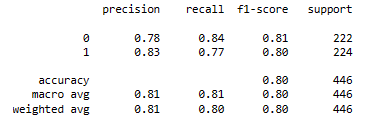 precision recall f1-score support
0 0.78 0.84 0.81 222
1 0.83 0.77 0.80 224
accuracy 0.80 446
macro avg 0.81 0.81 0.80 446
weighted avg 0.81 0.80 0.80 446